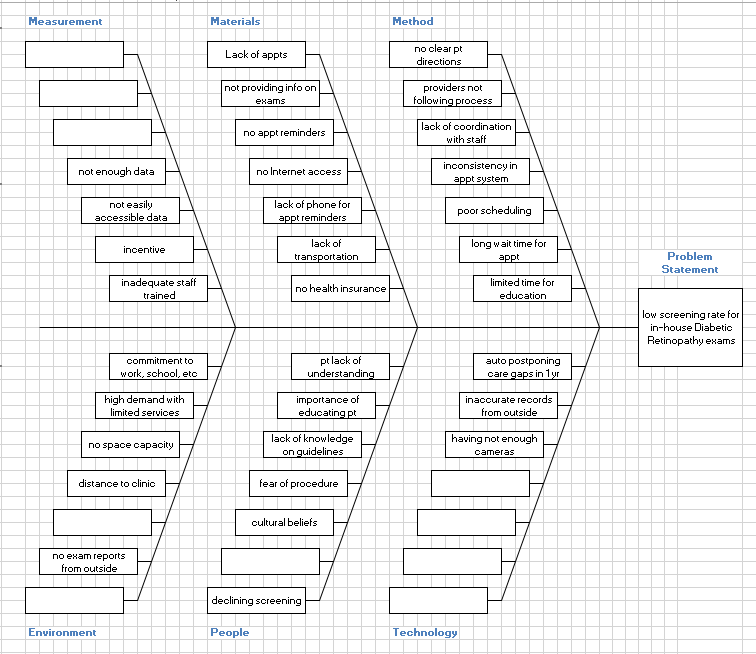 Measurement
Materials
Method
Lack of appts
not providing info on
exams
no appt reminders
no Internet access
lack of phone for
appt reminders
lack of
transportation
no health insurance
no clear pt
directions
providers not
following process
lack of coordination
with staff
inconsistency in
appt system
poor scheduling
long wait time for
appt
limited time for
education
not enough data
not easily
accessible data
incentive
inadequate staff
trained
Problem
Statement
low screening rate for
in-house Diabetic
Retinopathy exams
commitment to
work, school, etc
high demand with
limited services
no space capacity
distance to clinic
no exam reports
from outside
pt lack of
understanding
importance of
educating pt
lack of knowledge
on guidelines
fear of procedure
cultural beliefs
declining screening
auto postponing
care gaps in 1 yr
inaccurate records
from outside
having not enough
cameras
Environment
People
Technology